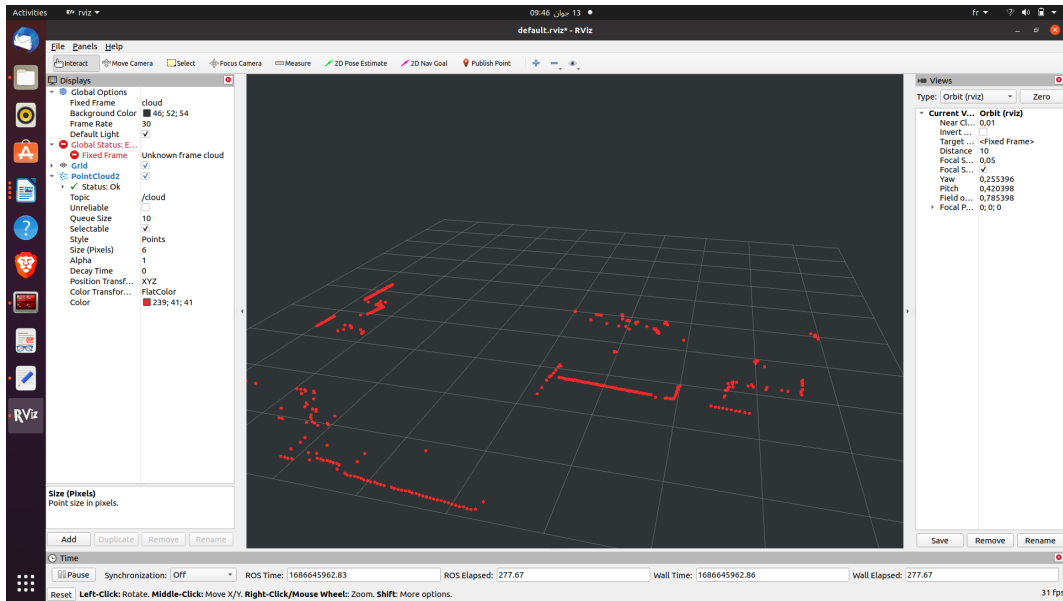 Activities RViz rviz 09:46 جوان 13 fr
default.rviz* - RViz
File Panels Help
Interact Move Camera Select Focus Camera Measure 2D Pose Estimate 2D Nav Goal Publish Point
Displays
Global Options
Fixed Frame cloud
Background Color 46; 52; 54
Frame Rate 30
Default Light
Global Status: E...
Fixed Frame Unknown frame cloud
Grid
PointCloud2
Status: Ok
Topic /cloud
Unreliable
Queue Size 10
Selectable
Style Points
Size (Pixels) 6
Alpha 1
Decay Time 0
Position Transf... XYZ
Color Transfor... FlatColor
Color 239; 41; 41
Size (Pixels)
Point size in pixels.
Add Duplicate Remove Rename
Views
Type: Orbit (rviz) Zero
Current V... Orbit (rviz)
Near Cl... 0,01
Invert ...
Target ... <Fixed Frame>
Distance 10
Focal S... 0,05
Focal S...
Yaw 0,255396
Pitch 0,420398
Field o... 0,785398
Focal P... 0; 0; 0
Save Remove Rename
RViz
Time
Pause Synchronization: Off ROS Time: 1686645962.83 ROS Elapsed: 277.67 Wall Time: 1686645962.86 Wall Elapsed: 277.67
Reset Left-Click: Rotate. Middle-Click: Move X/Y. Right-Click/Mouse Wheel:: Zoom. Shift: More options. 31 fps